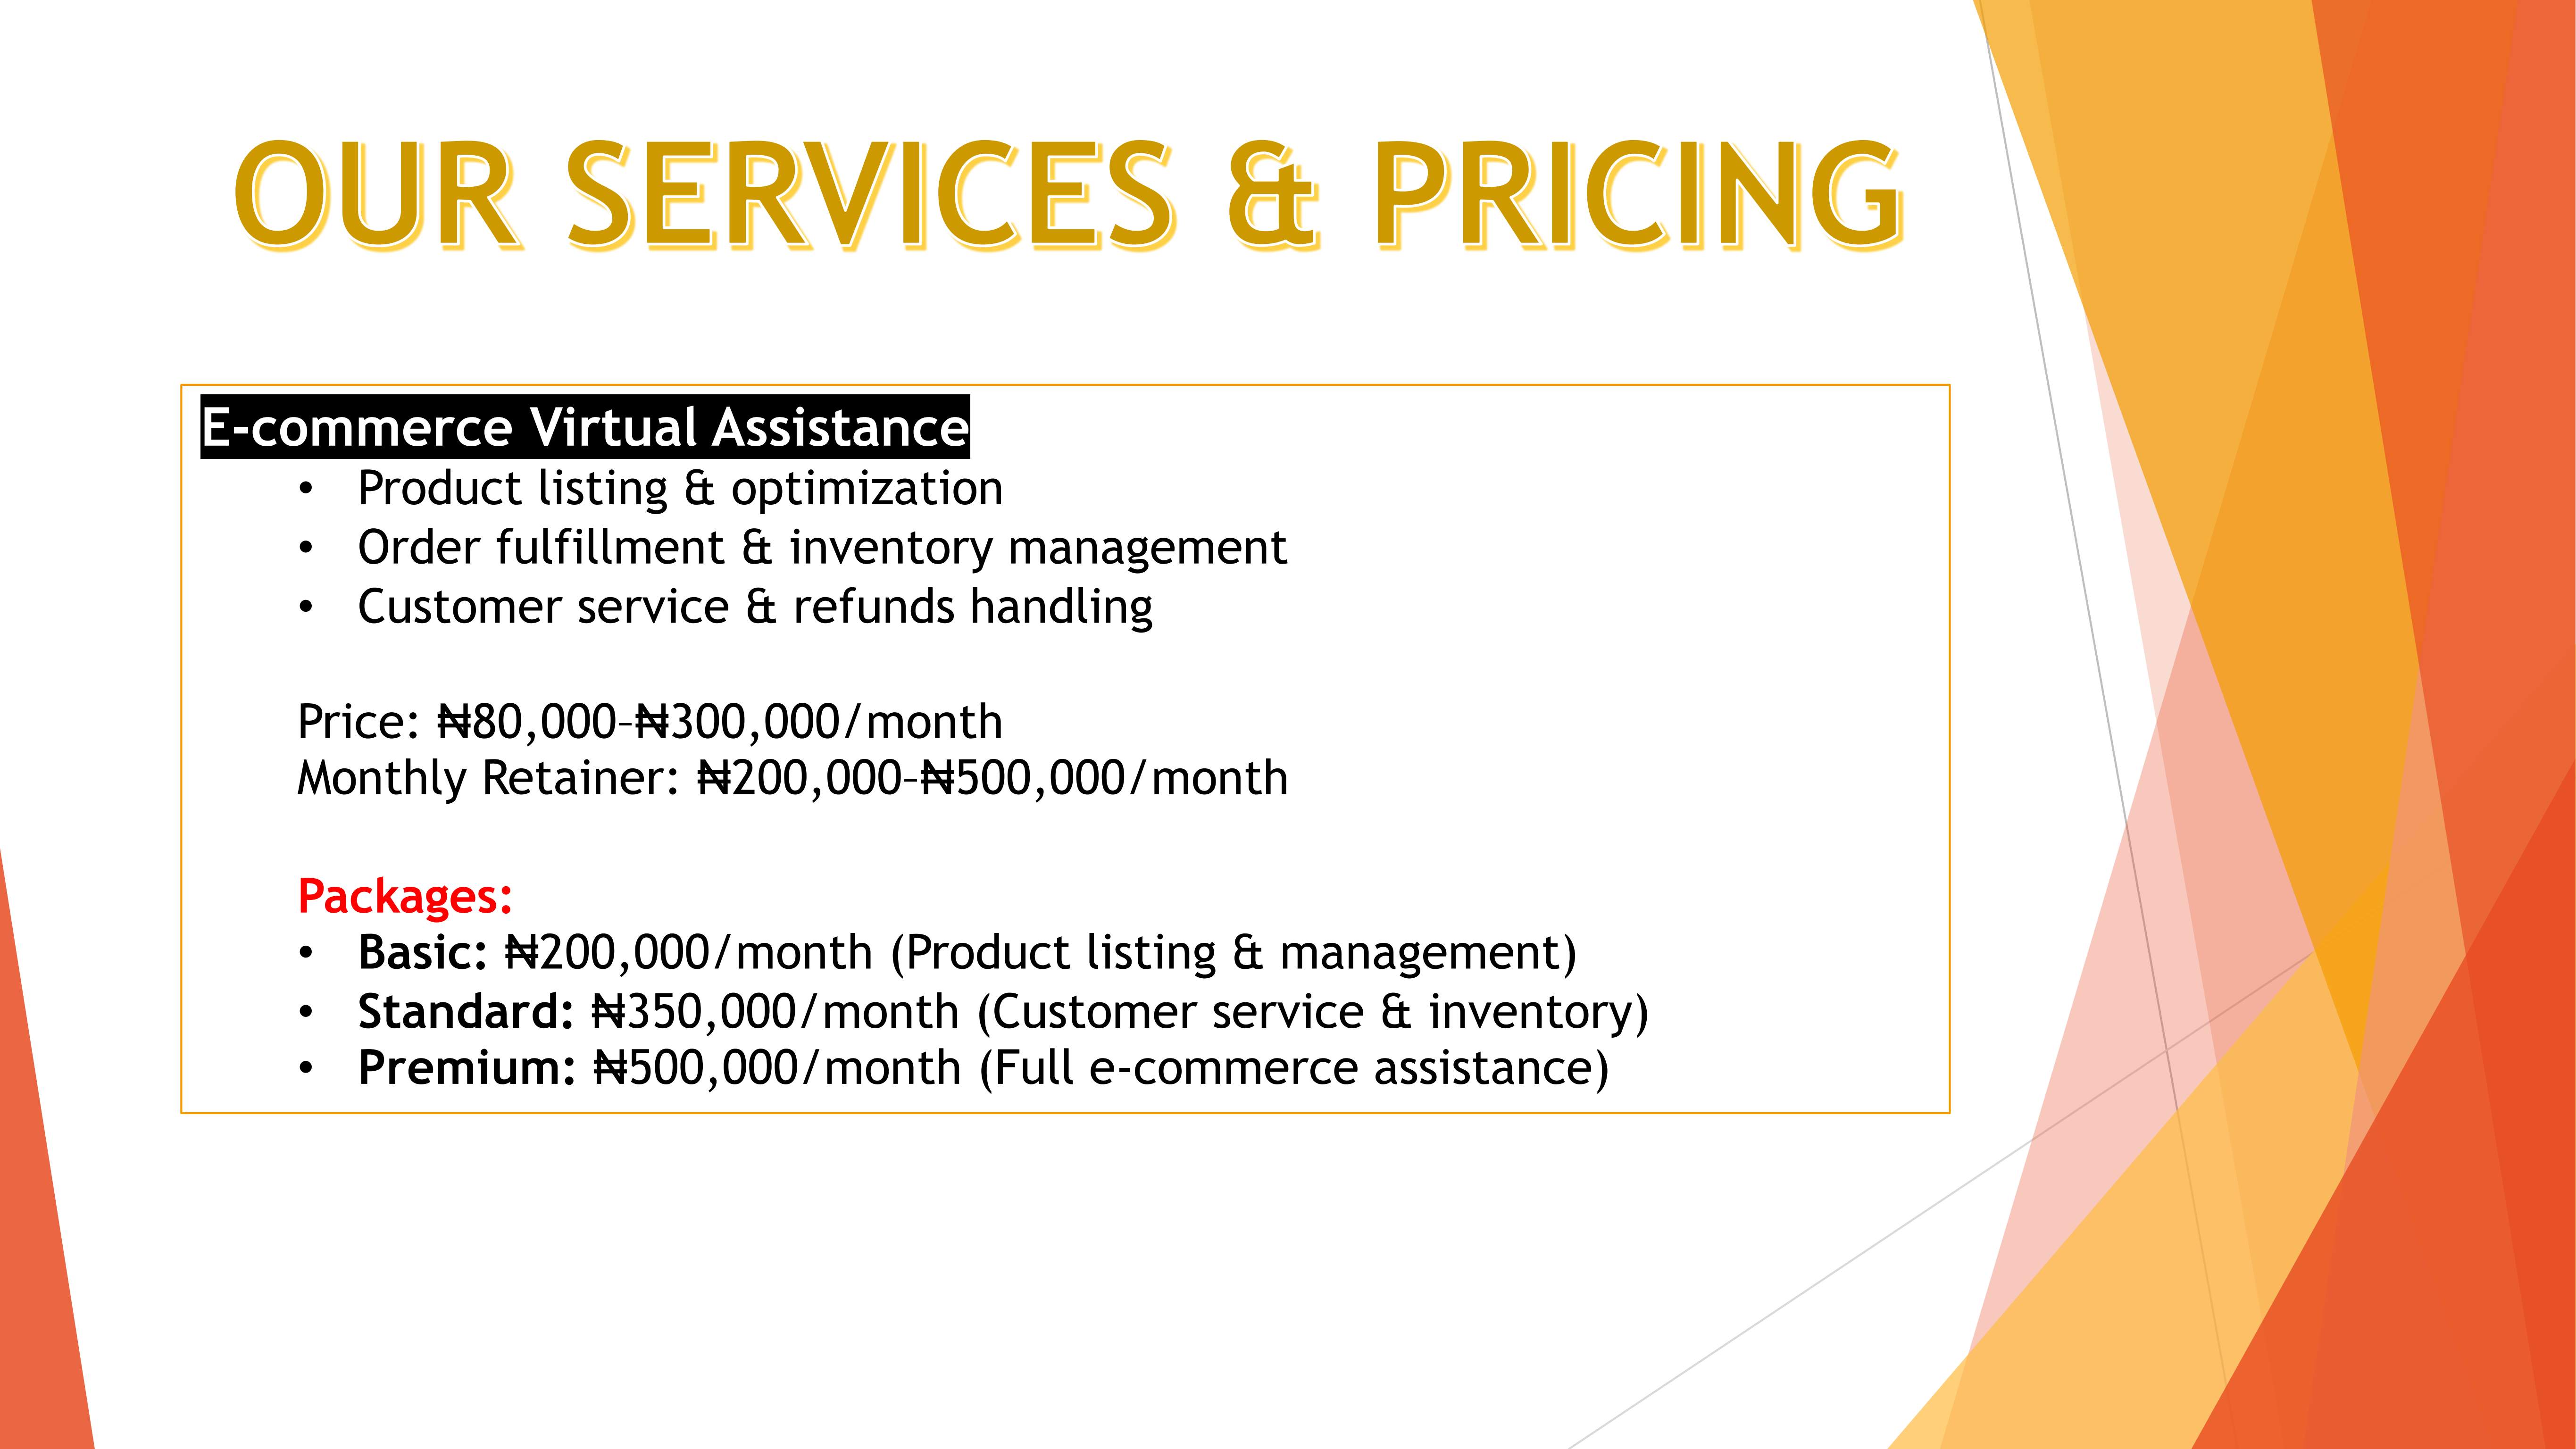 OUR SERVICES & PRICING
E-commerce Virtual Assistance
• Product listing & optimization
• Order fulfillment & inventory management
• Customer service & refunds handling
Price: ₦80,000–₦300,000/month
Monthly Retainer: ₦200,000–₦500,000/month
Packages:
• Basic: ₦200,000/month (Product listing & management)
• Standard: ₦350,000/month (Customer service & inventory)
• Premium: ₦500,000/month (Full e-commerce assistance)